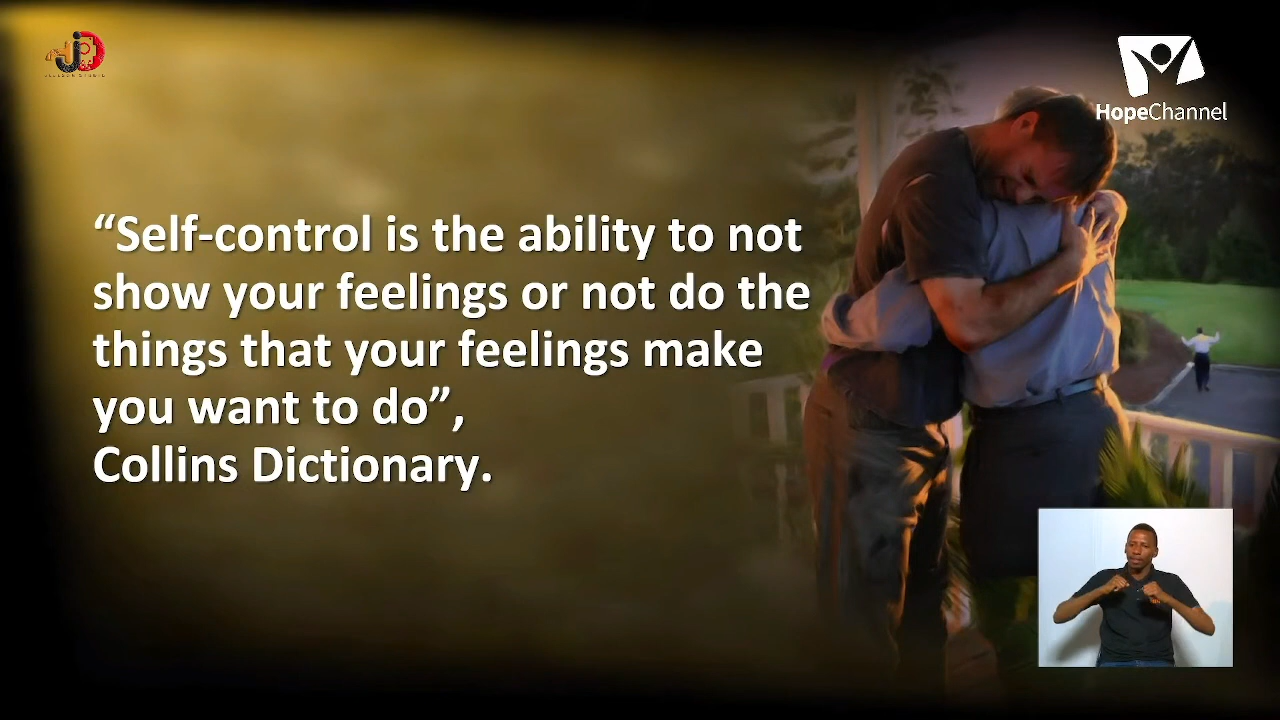 HopeChannel
“Self-control is the ability to not
show your feelings or not do the
things that your feelings make
you want to do”,
Collins Dictionary.